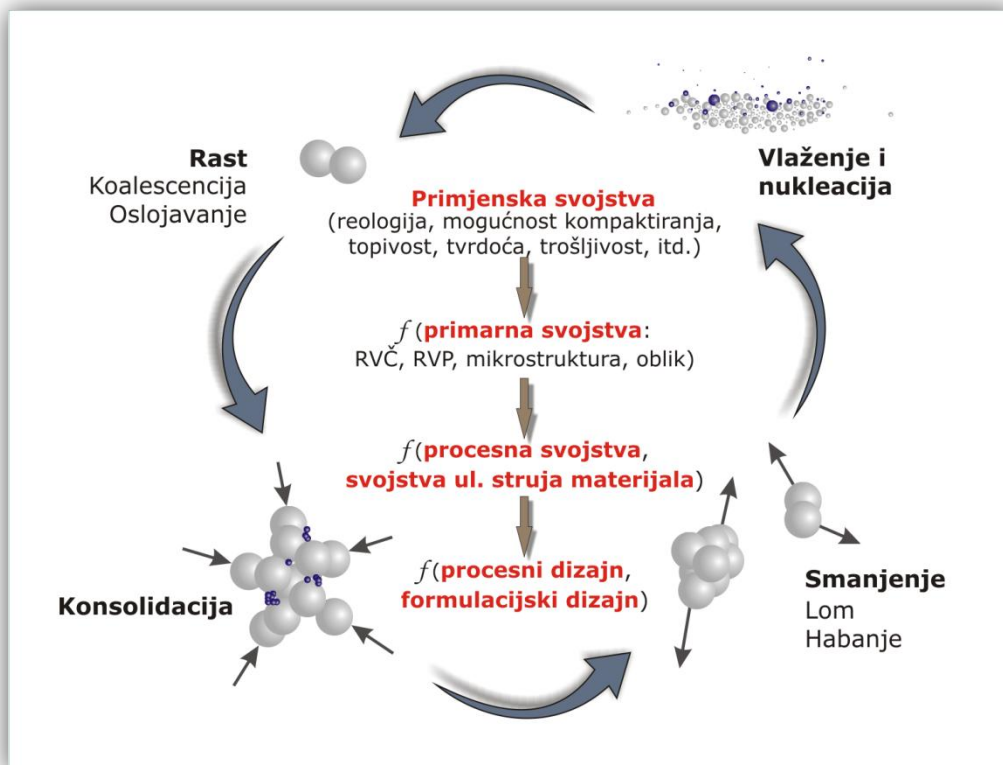 Vlaženje i
nukleacija
Rast
Koalescencija
Oslojavanje
Primjenska svojstva
(reologija, mogućnost kompaktiranja,
topivost, tvrdoća, trošljivost, itd.)
f(primarna svojstva:
RVČ, RVP, mikrostruktura, oblik)
f(procesna svojstva,
svojstva ul. struja materijala)
f(procesni dizajn,
formulacijski dizajn)
Konsolidacija
Smanjenje
Lom
Habanje